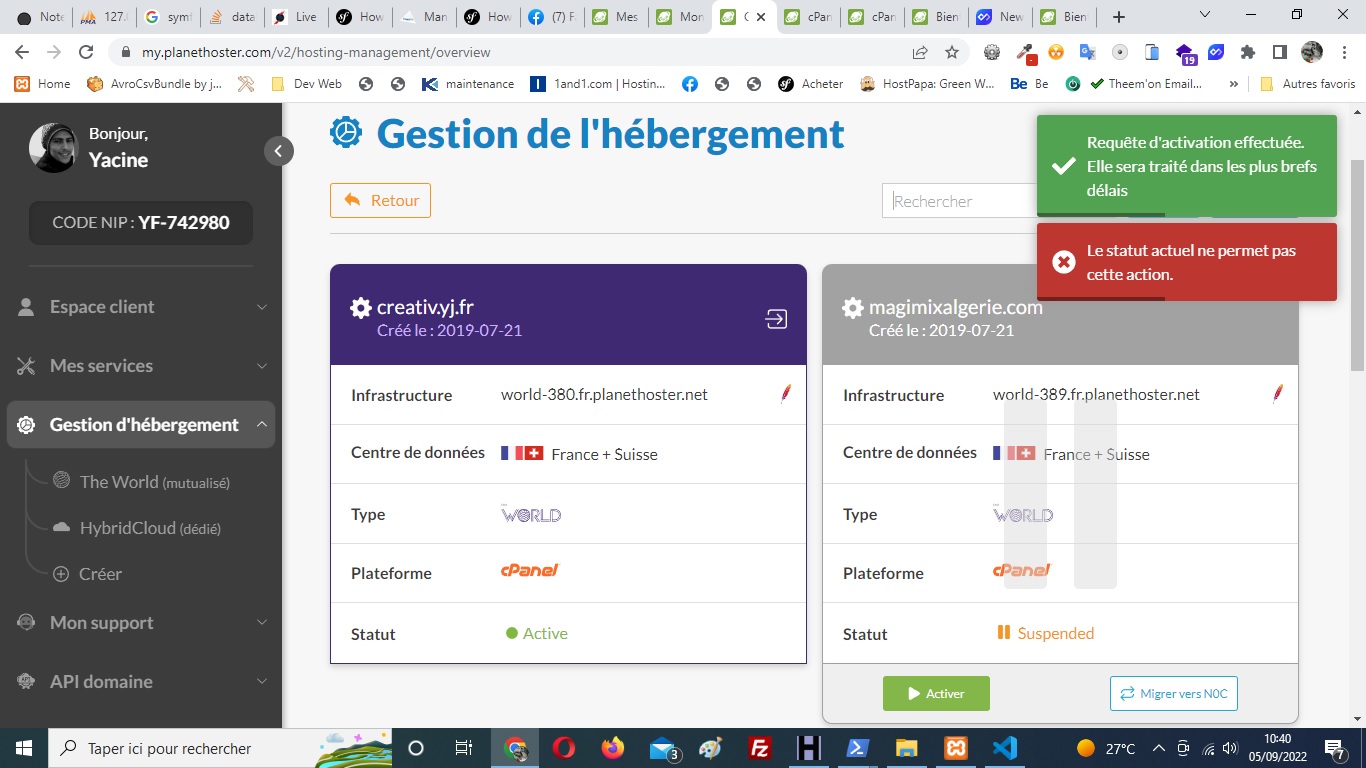 Note
127.
symf
data
Live
How
Man
How
(7) F
Mes
Mon
C
cPan
cPan
Bien
New
Bien
my.planethoster.com/v2/hosting-management/overview
19
Home
AvroCsvBundle by j...
Dev Web
maintenance
1and1.com | Hostin...
Acheter
HostPapa: Green W...
Be Be
Theem'on Email...
»
Autres favoris
Bonjour,
Yacine
CODE NIP : YF-742980
Espace client
Mes services
Gestion d'hébergement
The World (mutualisé)
HybridCloud (dédié)
Créer
Mon support
API domaine
Gestion de l'hébergement
Retour
Rechercher
Requête d'activation effectuée.
Elle sera traité dans les plus brefs
délais
Le statut actuel ne permet pas
cette action.
creativ.yj.fr
Créé le : 2019-07-21
Infrastructure world-380.fr.planethoster.net
Centre de données France + Suisse
Type THE WORLD
Plateforme cPanel
Statut Active
magimixalgerie.com
Créé le : 2019-07-21
Infrastructure world-389.fr.planethoster.net
Centre de données France + Suisse
Type THE WORLD
Plateforme cPanel
Statut Suspended
Activer
Migrer vers N0C
Taper ici pour rechercher
3
27°C
10:40
05/09/2022
7